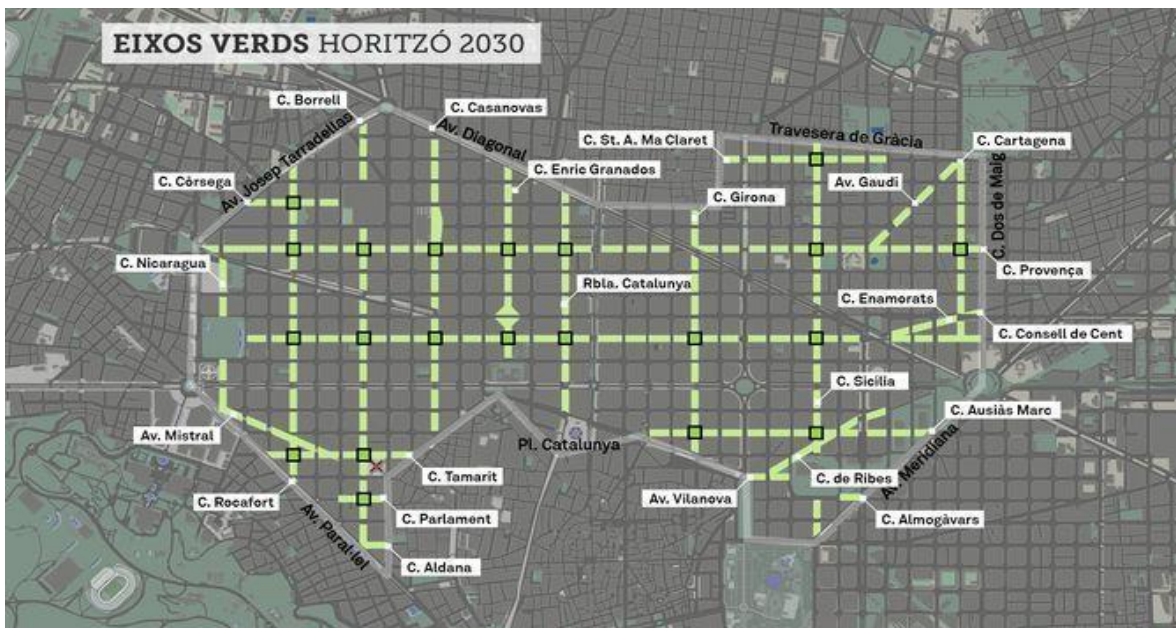 EIXOS VERDS HORITZÓ 2030
C. Borrell
C. Casanovas
Av. Diagonal
Av. Josep Tarradellas
C. St. A. Ma Claret
Travesera de Gràcia
C. Cartagena
C. Enric Granados
C. Còrsega
Av. Gaudí
C. Girona
C. Dos de Maig
C. Nicaragua
C. Provença
Rbla. Catalunya
C. Enamorats
C. Consell de Cent
C. Sicília
C. Ausiàs Marc
Av. Mistral
Pl. Catalunya
C. Tamarit
C. de Ribes
Av. Meridiana
C. Rocafort
Av. Vilanova
C. Parlament
C. Almogàvars
Av. Paral·lel
C. Aldana